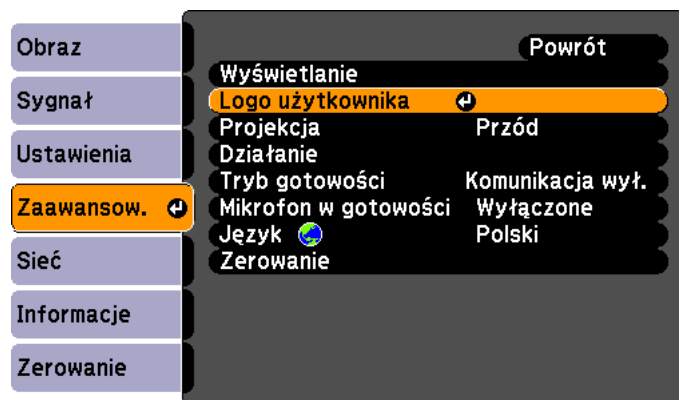 Obraz
Sygnał
Ustawienia
Zaawansow.
Sieć
Informacje
Zerowanie
Powrót
Wyświetlanie
Logo użytkownika
Projekcja Przód
Działanie
Tryb gotowości Komunikacja wył.
Mikrofon w gotowości Wyłączone
Język Polski
Zerowanie